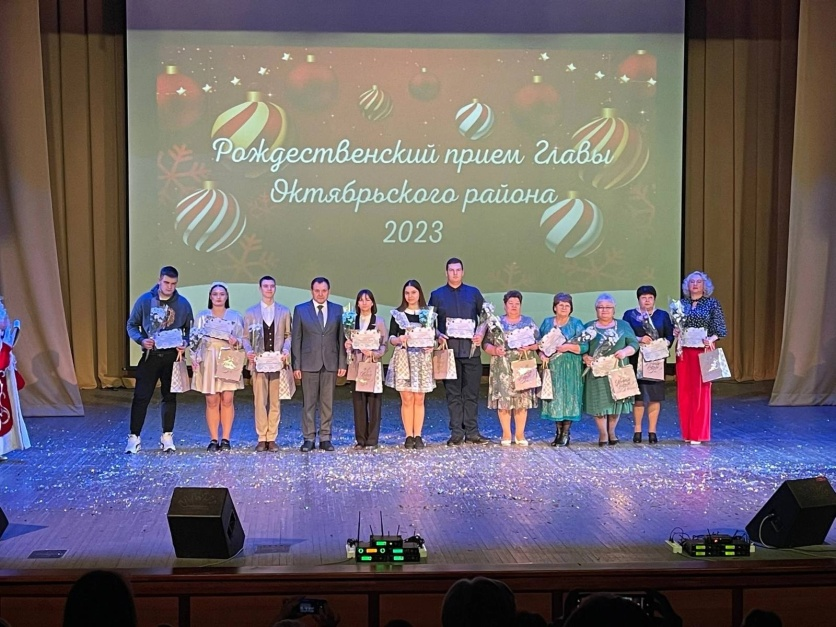 Рождественский прием Главы
Октябрьского района
2023